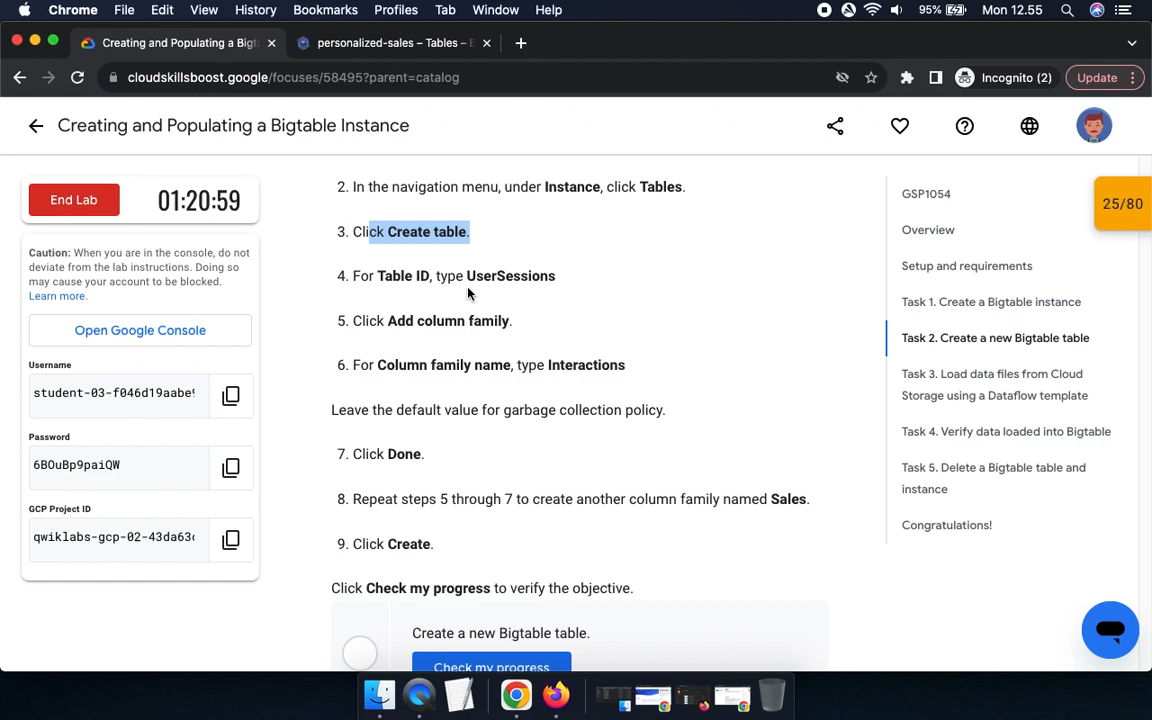 Chrome File Edit View History Bookmarks Profiles Tab Window Help 95% Mon 12.55
Creating and Populating a Bigt personalized-sales – Tables – B
cloudskillsboost.google/focuses/58495?parent=catalog Incognito (2) Update
Creating and Populating a Bigtable Instance
End Lab 01:20:59
Caution: When you are in the console, do not
deviate from the lab instructions. Doing so
may cause your account to be blocked.
Learn more.
Open Google Console
Username
student-03-f046d19aabe9
Password
6BOuBp9paiQW
GCP Project ID
qwiklabs-gcp-02-43da63c
2. In the navigation menu, under Instance, click Tables.
3. Click Create table.
4. For Table ID, type UserSessions
5. Click Add column family.
6. For Column family name, type Interactions
Leave the default value for garbage collection policy.
7. Click Done.
8. Repeat steps 5 through 7 to create another column family named Sales.
9. Click Create.
Click Check my progress to verify the objective.
Create a new Bigtable table.
Check my progress
GSP1054
Overview
Setup and requirements
Task 1. Create a Bigtable instance
Task 2. Create a new Bigtable table
Task 3. Load data files from Cloud
Storage using a Dataflow template
Task 4. Verify data loaded into Bigtable
Task 5. Delete a Bigtable table and
instance
Congratulations!
25/80